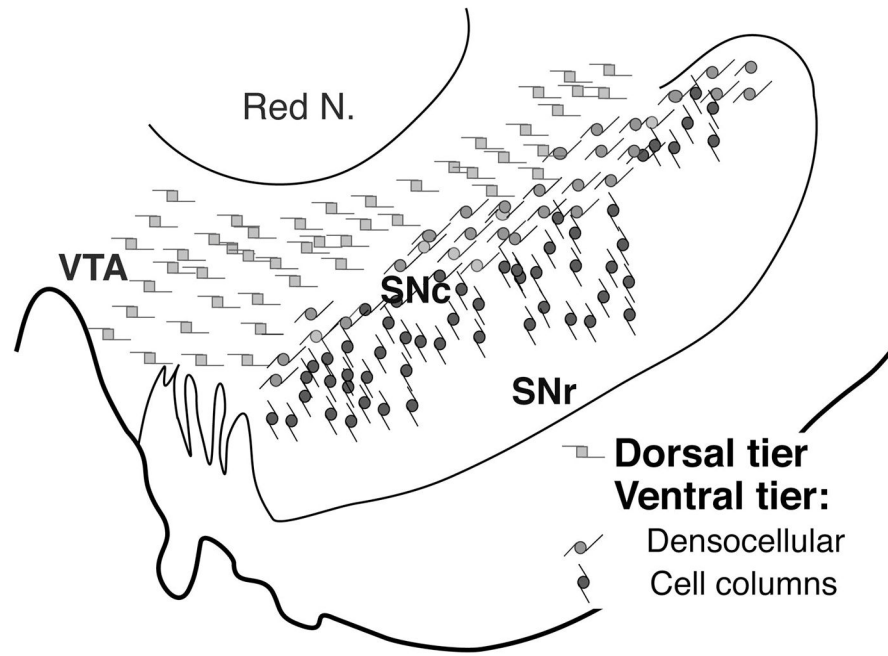 Red N.
VTA
SNc
SNr
Dorsal tier
Ventral tier:
Densocellular
Cell columns